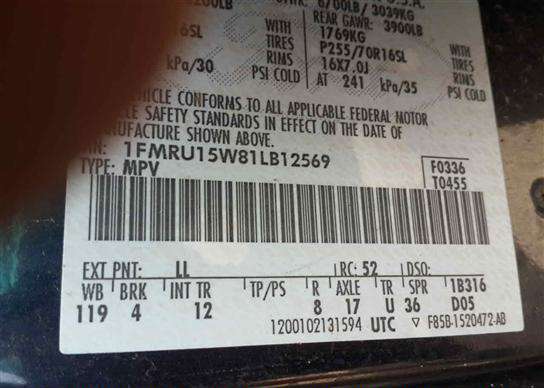 U.S.A.
6700LB/ 3039KG
REAR GAWR: 3900LB
1769KG
WITH
TIRES
RIMS
PSI COLD
P255/70R16SL
16X7.0J
AT 241 kPa/35
WITH
TIRES
RIMS
PSI COLD
kPa/30
VEHICLE CONFORMS TO ALL APPLICABLE FEDERAL MOTOR
VEHICLE SAFETY STANDARDS IN EFFECT ON THE DATE OF
MANUFACTURE SHOWN ABOVE.
1FMRU15W81LB12569
TYPE: MPV
F0336
T0455
EXT PNT: LL RC: 52 DSO:
WB BRK INT TR TP/PS R AXLE TR SPR 1B316
119 4 12 8 17 U 36 D05
1200102131594 UTC ▽ F85B-1520472-AB